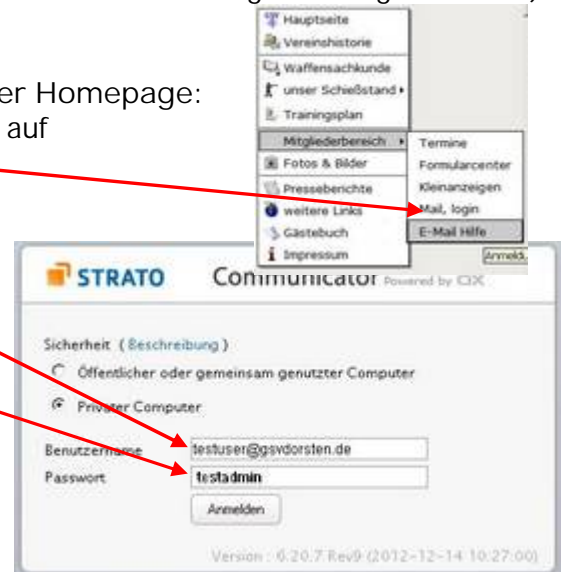 Hauptseite
Vereinshistorie
Waffensachkunde
unser Schießstand
Trainingsplan
Mitgliederbereich
Fotos & Bilder
Presseberichte
weitere Links
Gästebuch
Impressum
Termine
Formularcenter
Kleinanzeigen
Mail, login
E-Mail Hilfe
Anmeld
er Homepage:
auf
STRATO Communicator Powered by OX
Sicherheit ( Beschreibung )
Öffentlicher oder gemeinsam genutzter Computer
Privater Computer
Benutzername testuser@gsvdorsten.de
Passwort testadmin
Anmelden
Version : 6.20.7 Rev9 (2012-12-14 10:27:00)